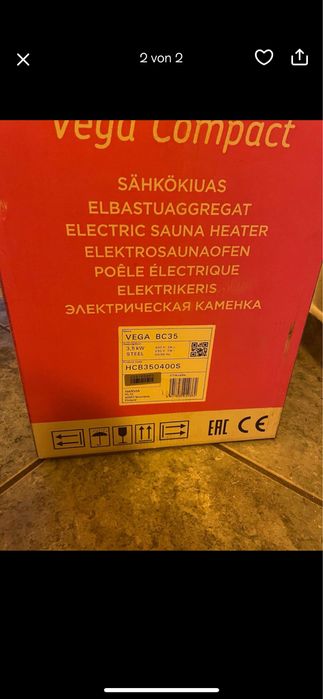 2 von 2
Vega Compact
SÄHKÖKIUAS
ELBASTUAGGREGAT
ELECTRIC SAUNA HEATER
ELEKTROSAUNAOFEN
POÊLE ÉLECTRIQUE
ELEKTRIKERIS
ЭЛЕКТРИЧЕСКАЯ КАМЕНКА
VEGA BC35
3,5 kW
STEEL
HCB350400S
EAC CE